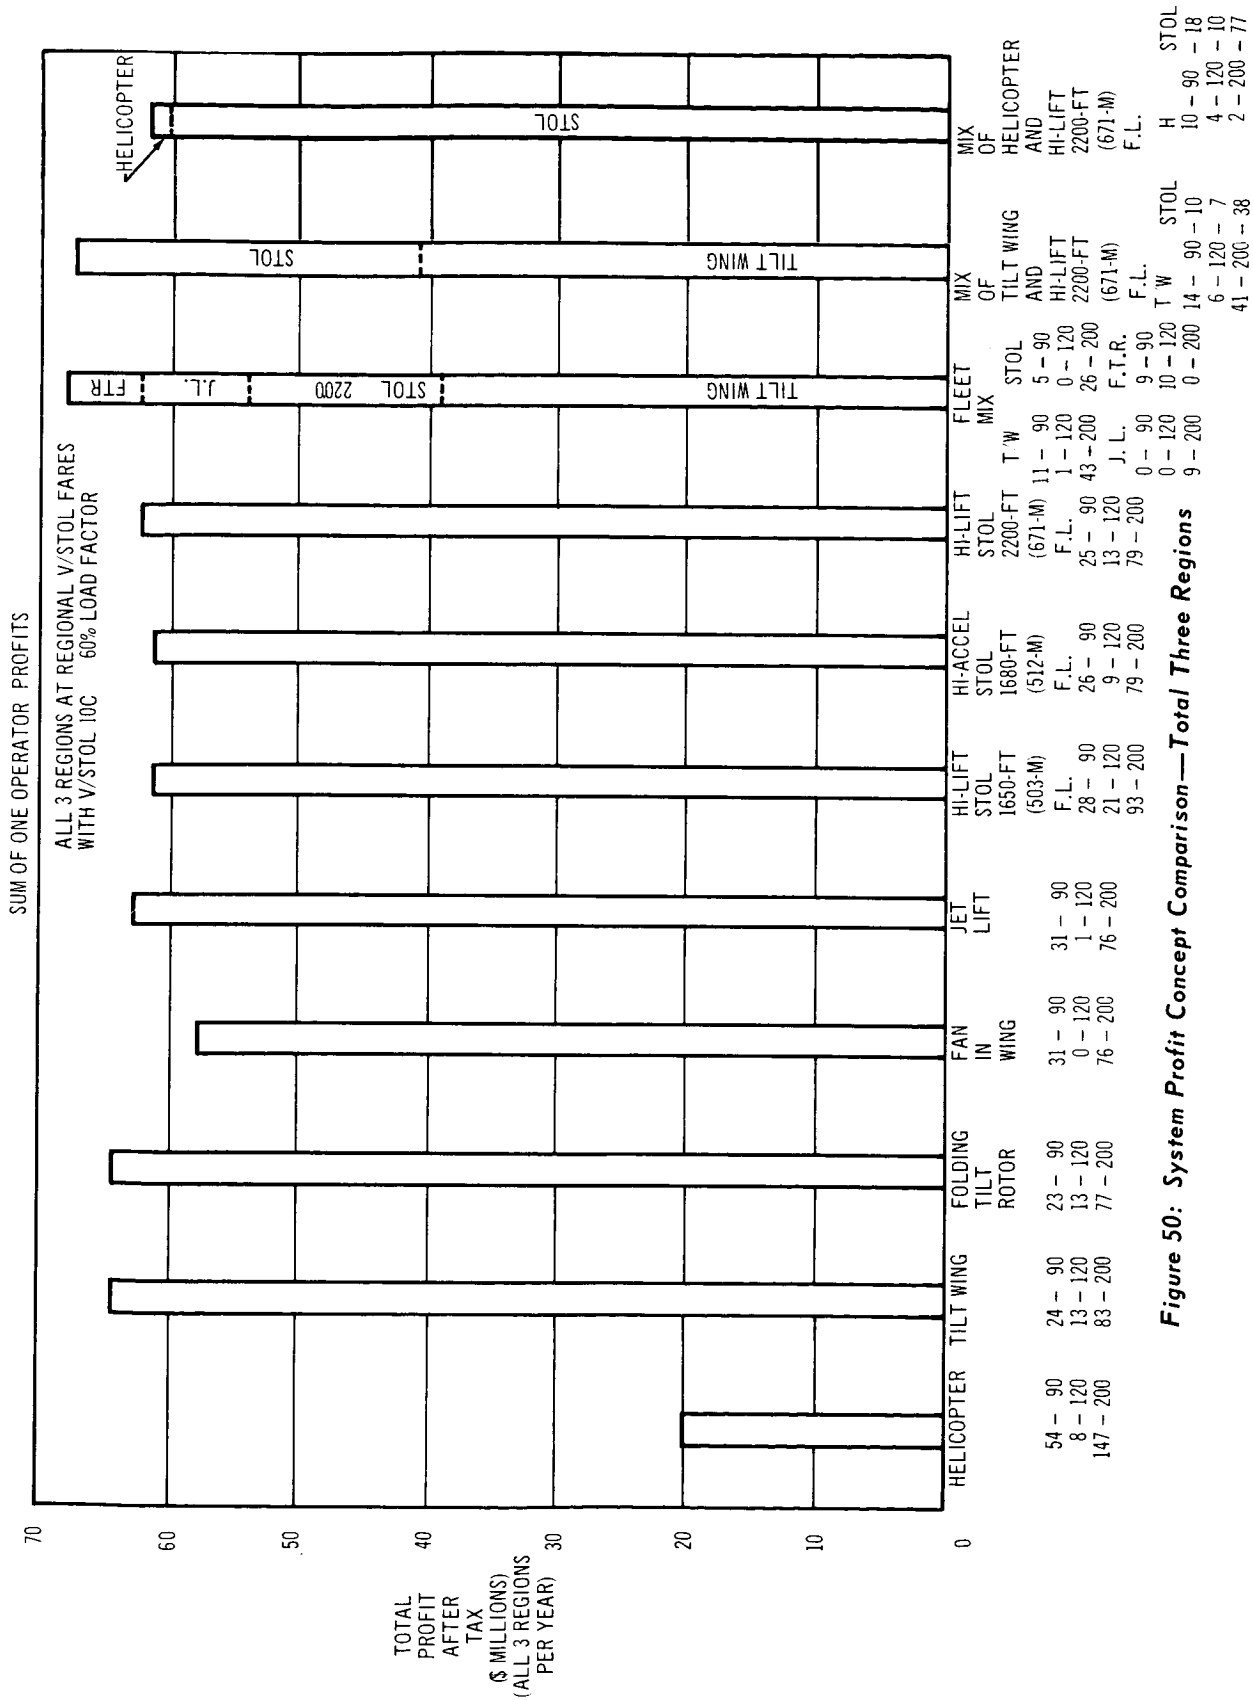 SUM OF ONE OPERATOR PROFITS
ALL 3 REGIONS AT REGIONAL V/STOL FARES
WITH V/STOL IOC 60% LOAD FACTOR
TOTAL
PROFIT
AFTER
TAX
($ MILLIONS)
(ALL 3 REGIONS
PER YEAR)
70
60
50
40
30
20
10
0
HELICOPTER
54 – 90
8 – 120
147 – 200
TILT WING
24 – 90
13 – 120
83 – 200
FOLDING
TILT
ROTOR
23 – 90
13 – 120
77 – 200
FAN
IN
WING
31 – 90
0 – 120
76 – 200
JET
LIFT
31 – 90
1 – 120
76 – 200
HI-LIFT
STOL
1650-FT
(503-M)
F.L.
28 – 90
21 – 120
93 – 200
HI-ACCEL
STOL
1680-FT
(512-M)
F.L.
26 – 90
9 – 120
79 – 200
HI-LIFT
STOL
2200-FT
(671-M)
F.L.
25 – 90
13 – 120
79 – 200
FTR
J.L.
STOL 2200
TILT WING
FLEET
MIX
T/W STOL
11 – 90 5 – 90
1 – 120 0 – 120
43 – 200 26 – 200
J. L. F.T.R.
0 – 90 9 – 90
0 – 120 10 – 120
9 – 200 0 – 200
STOL
TILT WING
MIX
OF
TILT WING
AND
HI-LIFT
2200-FT
(671-M)
F.L.
T/W STOL
14 – 90 – 10
6 – 120 – 7
41 – 200 – 38
HELICOPTER
STOL
MIX
OF
HELICOPTER
AND
HI-LIFT
2200-FT
(671-M)
F.L.
H STOL
10 – 90 – 18
4 – 120 – 10
2 – 200 – 77
Figure 50: System Profit Concept Comparison—Total Three Regions